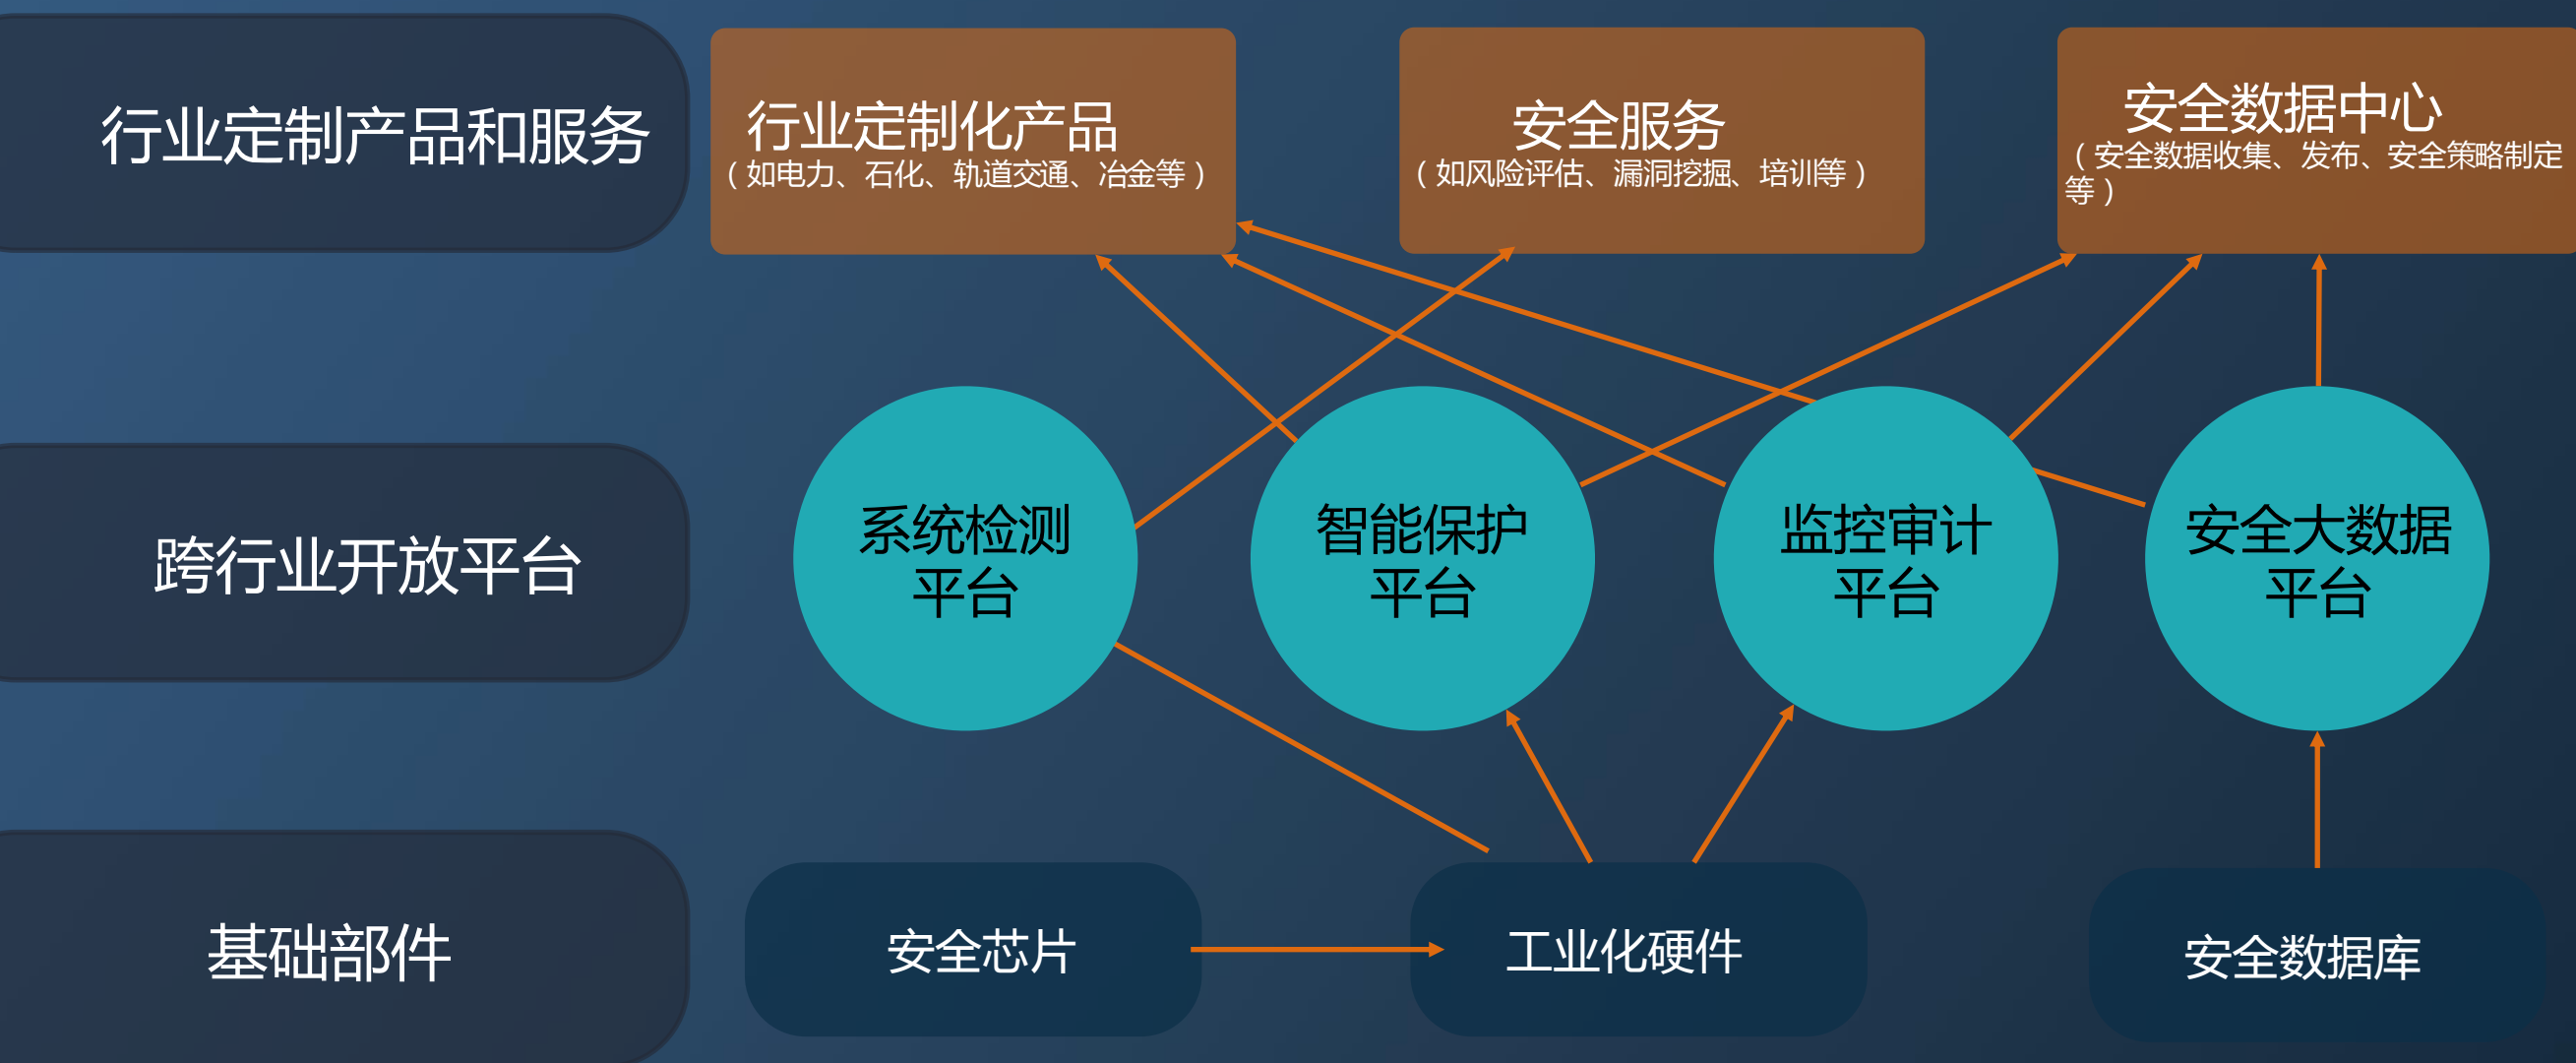 行业定制产品和服务
行业定制化产品
（如电力、石化、轨道交通、冶金等）
安全服务
（如风险评估、漏洞挖掘、培训等）
安全数据中心
（安全数据收集、发布、安全策略制定
等）
跨行业开放平台
系统检测
平台
智能保护
平台
监控审计
平台
安全大数据
平台
基础部件
安全芯片
工业化硬件
安全数据库